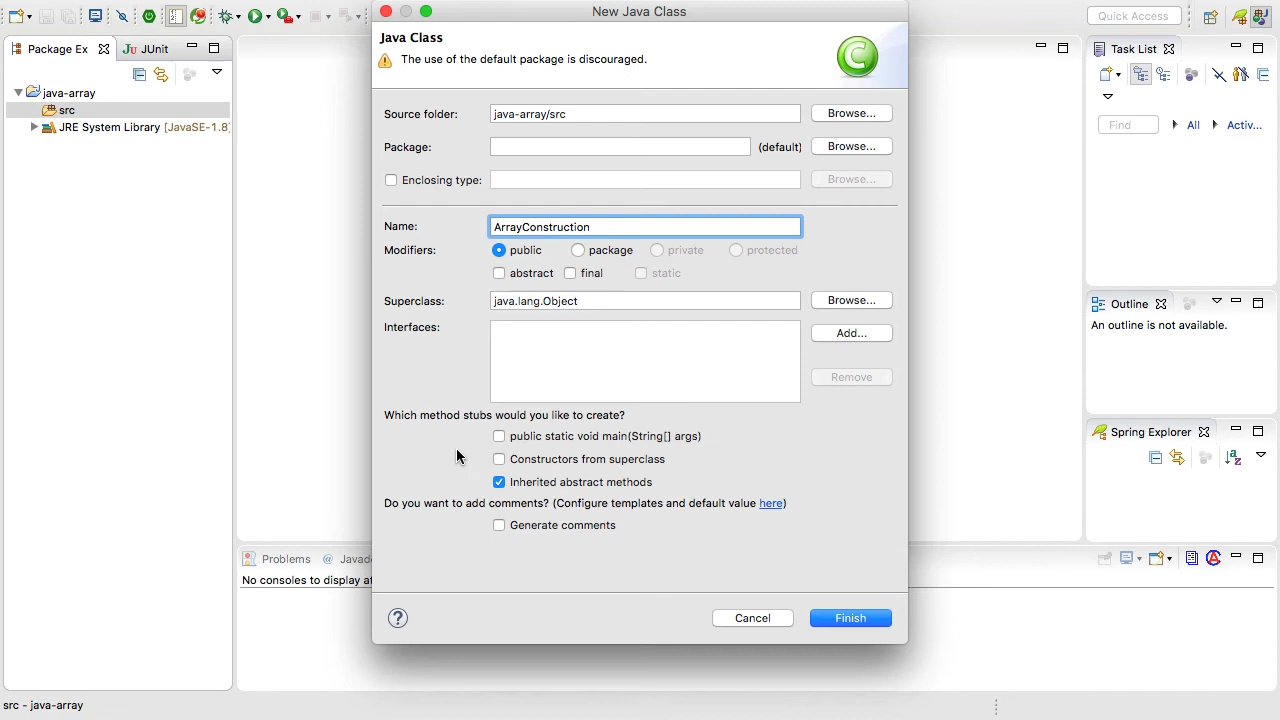 New Java Class
Quick Access
Package Ex
JUnit
java-array
src
JRE System Library [JavaSE-1.8]
Java Class
The use of the default package is discouraged.
Source folder:
java-array/src
Browse...
Package:
(default)
Browse...
Enclosing type:
Browse...
Name:
ArrayConstruction
Modifiers:
public
package
private
protected
abstract
final
static
Superclass:
java.lang.Object
Browse...
Interfaces:
Add...
Remove
Which method stubs would you like to create?
public static void main(String[] args)
Constructors from superclass
Inherited abstract methods
Do you want to add comments? (Configure templates and default value here)
Generate comments
Cancel
Finish
Task List
Find
All
Activ...
Outline
An outline is not available.
Spring Explorer
Problems
@ Javad
No consoles to display at
src - java-array